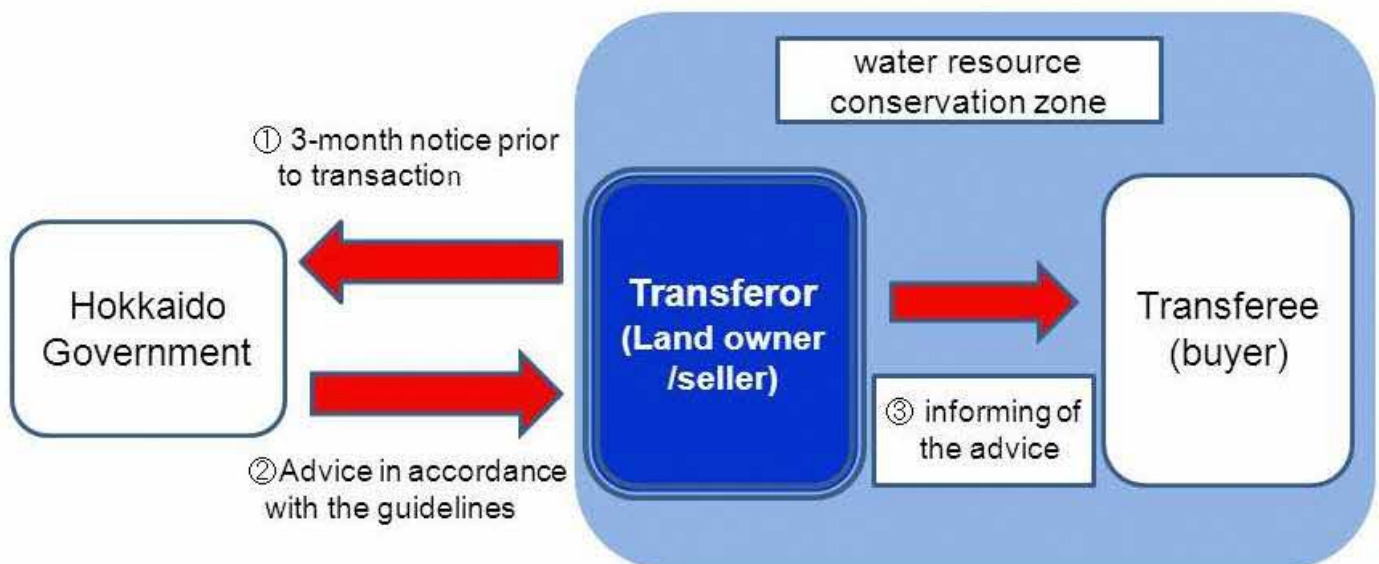 water resource
conservation zone
① 3-month notice prior
to transaction
Hokkaido
Government
Transferor
(Land owner
/seller)
Transferee
(buyer)
②Advice in accordance
with the guidelines
③ informing of
the advice